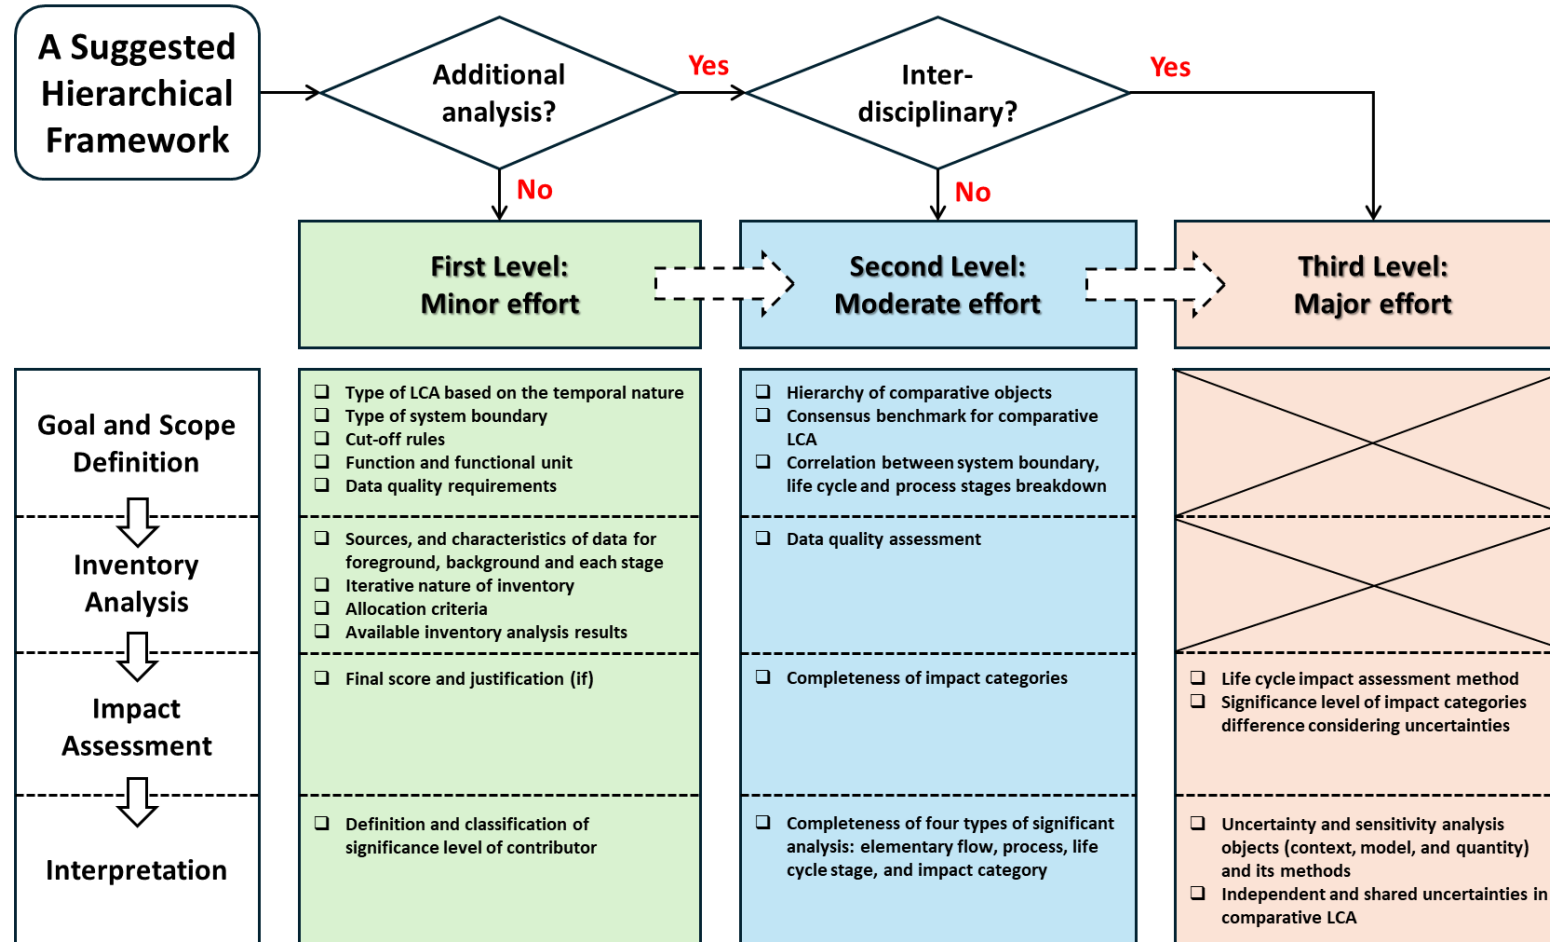 A Suggested
Hierarchical
Framework
Additional
analysis?
Yes
Inter-
disciplinary?
Yes
No
No
First Level:
Minor effort
Second Level:
Moderate effort
Third Level:
Major effort
Goal and Scope
Definition
❑ Type of LCA based on the temporal nature
❑ Type of system boundary
❑ Cut-off rules
❑ Function and functional unit
❑ Data quality requirements
❑ Hierarchy of comparative objects
❑ Consensus benchmark for comparative
LCA
❑ Correlation between system boundary,
life cycle and process stages breakdown
Inventory
Analysis
❑ Sources, and characteristics of data for
foreground, background and each stage
❑ Iterative nature of inventory
❑ Allocation criteria
❑ Available inventory analysis results
❑ Data quality assessment
Impact
Assessment
❑ Final score and justification (if)
❑ Completeness of impact categories
❑ Life cycle impact assessment method
❑ Significance level of impact categories
difference considering uncertainties
Interpretation
❑ Definition and classification of
significance level of contributor
❑ Completeness of four types of significant
analysis: elementary flow, process, life
cycle stage, and impact category
❑ Uncertainty and sensitivity analysis
objects (context, model, and quantity)
and its methods
❑ Independent and shared uncertainties in
comparative LCA